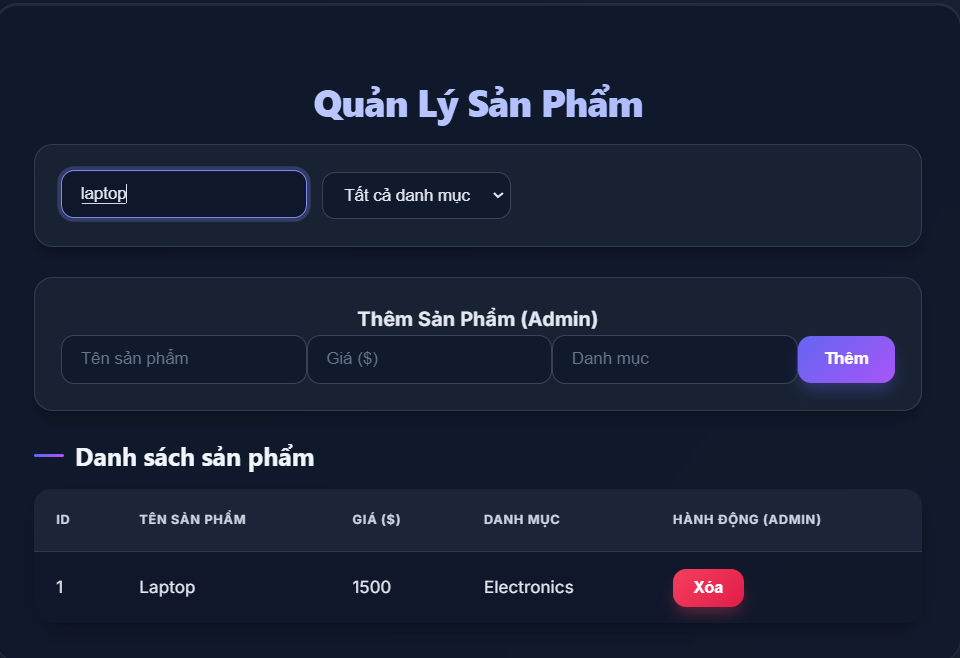 Quản Lý Sản Phẩm
laptop Tất cả danh mục
Thêm Sản Phẩm (Admin)
Tên sản phẩm Giá ($) Danh mục Thêm
Danh sách sản phẩm
ID TÊN SẢN PHẨM GIÁ ($) DANH MỤC HÀNH ĐỘNG (ADMIN)
1 Laptop 1500 Electronics Xóa